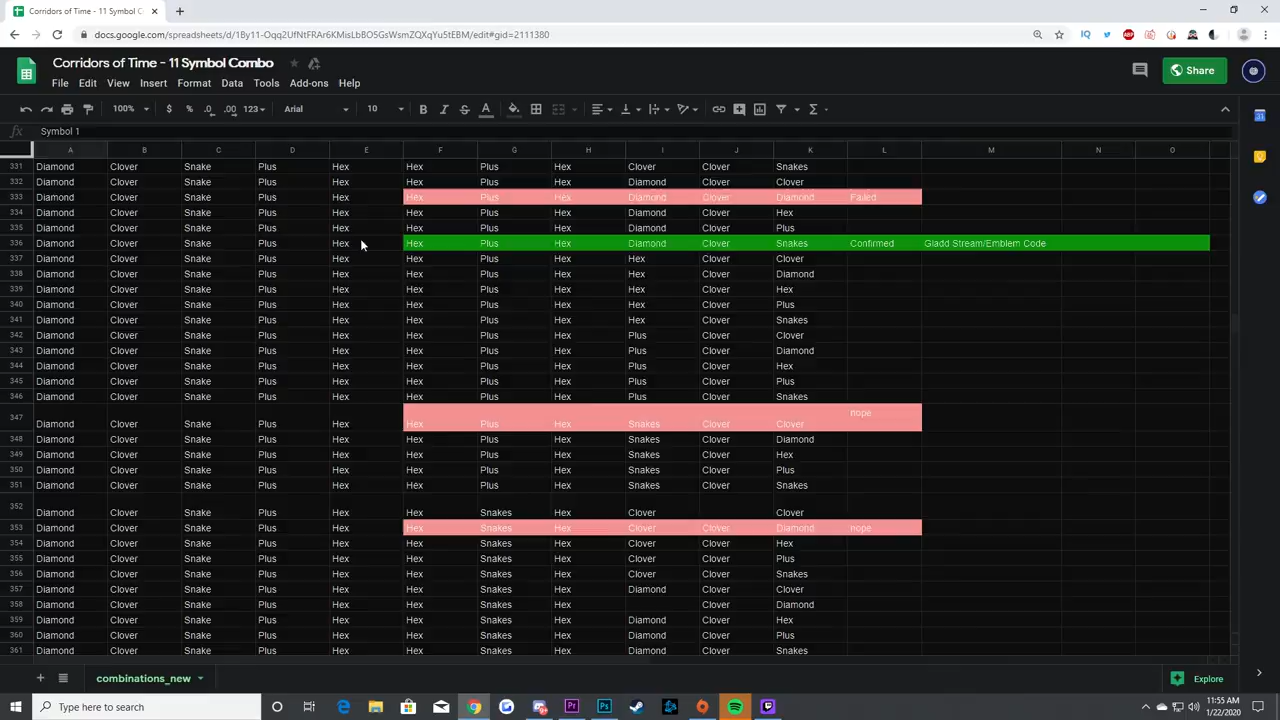 Corridors of Time - 11 Symbol C
docs.google.com/spreadsheets/d/1By11-Oqq2UfNtFRAr6KMisLbBO5GsWsmZQXqYu5tEBM/edit#gid=2111380
Corridors of Time - 11 Symbol Combo
File Edit View Insert Format Data Tools Add-ons Help
Share
100% $ % .0 .00 123 Arial 10
fx Symbol 1
A B C D E F G H I J K L M N O
331 Diamond Clover Snake Plus Hex Hex Plus Hex Clover Clover Snakes
332 Diamond Clover Snake Plus Hex Hex Plus Hex Diamond Clover Clover
333 Diamond Clover Snake Plus Hex Hex Plus Hex Diamond Clover Diamond Failed
334 Diamond Clover Snake Plus Hex Hex Plus Hex Diamond Clover Hex
335 Diamond Clover Snake Plus Hex Hex Plus Hex Diamond Clover Plus
336 Diamond Clover Snake Plus Hex Hex Plus Hex Diamond Clover Snakes Confirmed Gladd Stream/Emblem Code
337 Diamond Clover Snake Plus Hex Hex Plus Hex Hex Clover Clover
338 Diamond Clover Snake Plus Hex Hex Plus Hex Hex Clover Diamond
339 Diamond Clover Snake Plus Hex Hex Plus Hex Hex Clover Hex
340 Diamond Clover Snake Plus Hex Hex Plus Hex Hex Clover Plus
341 Diamond Clover Snake Plus Hex Hex Plus Hex Hex Clover Snakes
342 Diamond Clover Snake Plus Hex Hex Plus Hex Plus Clover Clover
343 Diamond Clover Snake Plus Hex Hex Plus Hex Plus Clover Diamond
344 Diamond Clover Snake Plus Hex Hex Plus Hex Plus Clover Hex
345 Diamond Clover Snake Plus Hex Hex Plus Hex Plus Clover Plus
346 Diamond Clover Snake Plus Hex Hex Plus Hex Plus Clover Snakes
347 Diamond Clover Snake Plus Hex Hex Plus Hex Snakes Clover Clover nope
348 Diamond Clover Snake Plus Hex Hex Plus Hex Snakes Clover Diamond
349 Diamond Clover Snake Plus Hex Hex Plus Hex Snakes Clover Hex
350 Diamond Clover Snake Plus Hex Hex Plus Hex Snakes Clover Plus
351 Diamond Clover Snake Plus Hex Hex Plus Hex Snakes Clover Snakes
352 Diamond Clover Snake Plus Hex Hex Snakes Hex Clover Clover
353 Diamond Clover Snake Plus Hex Hex Snakes Hex Clover Clover Diamond nope
354 Diamond Clover Snake Plus Hex Hex Snakes Hex Clover Clover Hex
355 Diamond Clover Snake Plus Hex Hex Snakes Hex Clover Clover Plus
356 Diamond Clover Snake Plus Hex Hex Snakes Hex Clover Clover Snakes
357 Diamond Clover Snake Plus Hex Hex Snakes Hex Diamond Clover Clover
358 Diamond Clover Snake Plus Hex Hex Snakes Hex Clover Diamond
359 Diamond Clover Snake Plus Hex Hex Snakes Hex Diamond Clover Hex
360 Diamond Clover Snake Plus Hex Hex Snakes Hex Diamond Clover Plus
361 Diamond Clover Snake Plus Hex Hex Snakes Hex Diamond Clover Snakes
combinations_new
Explore
Type here to search
11:55 AM
1/22/2020